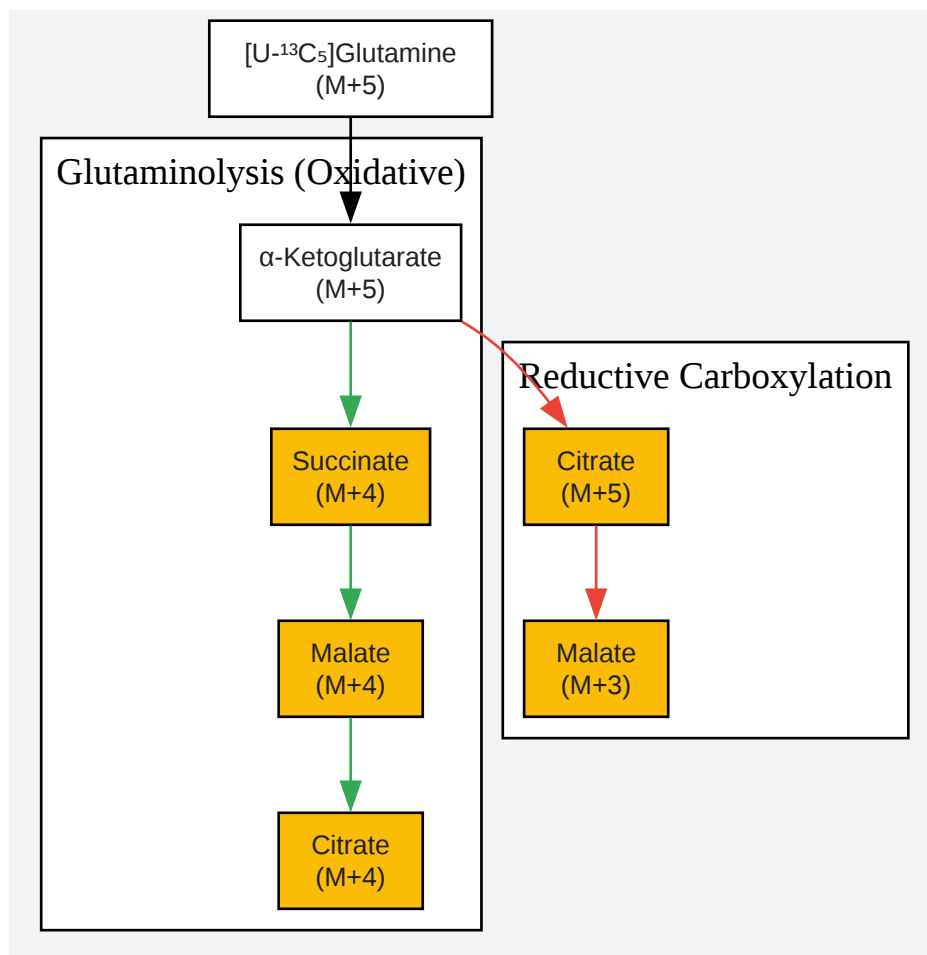 [U-¹³C₅]Glutamine
(M+5)
Glutaminolysis (Oxidative)
α-Ketoglutarate
(M+5)
Reductive Carboxylation
Succinate
(M+4)
Citrate
(M+5)
Malate
(M+4)
Malate
(M+3)
Citrate
(M+4)